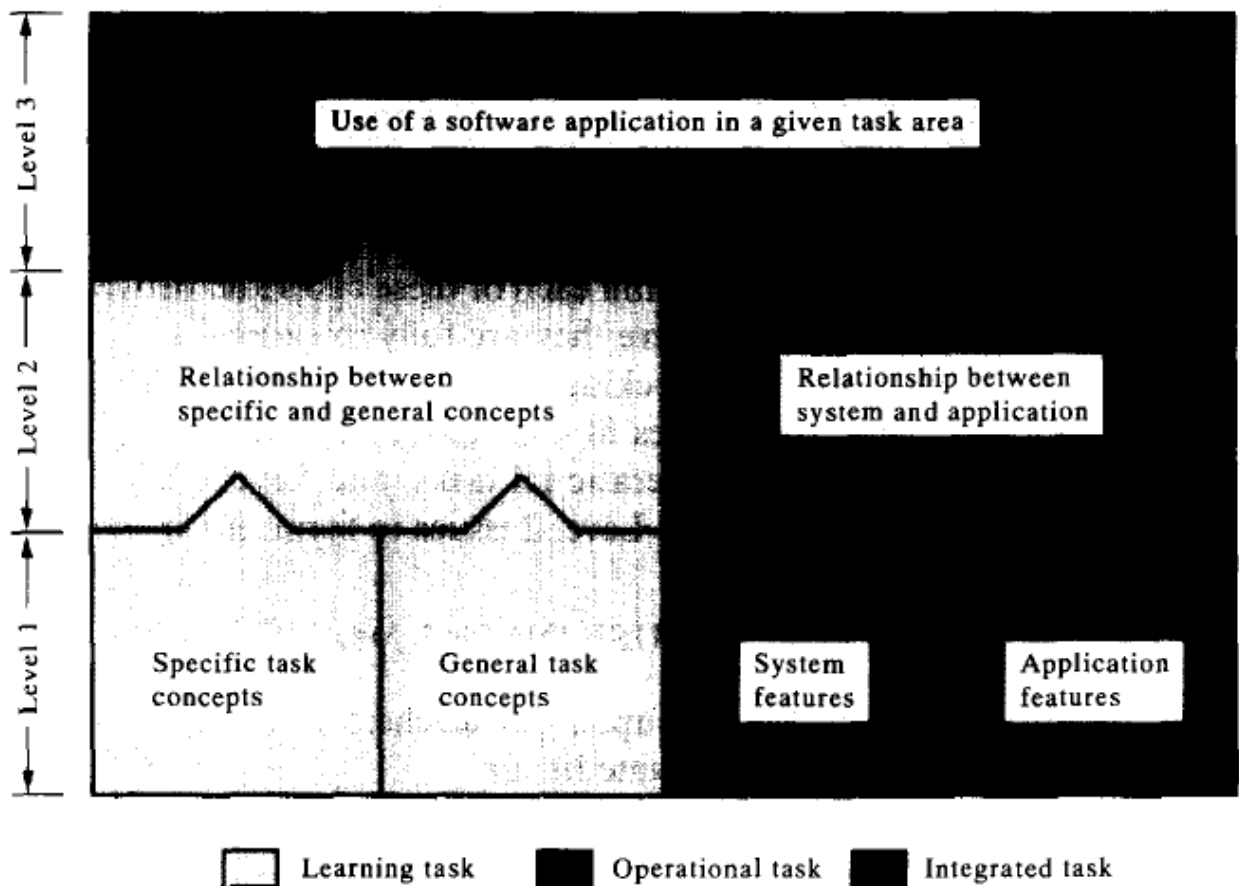 Level 3
Use of a software application in a given task area
Level 2
Relationship between
specific and general concepts
Relationship between
system and application
Level 1
Specific task
concepts
General task
concepts
System
features
Application
features
Learning task
Operational task
Integrated task